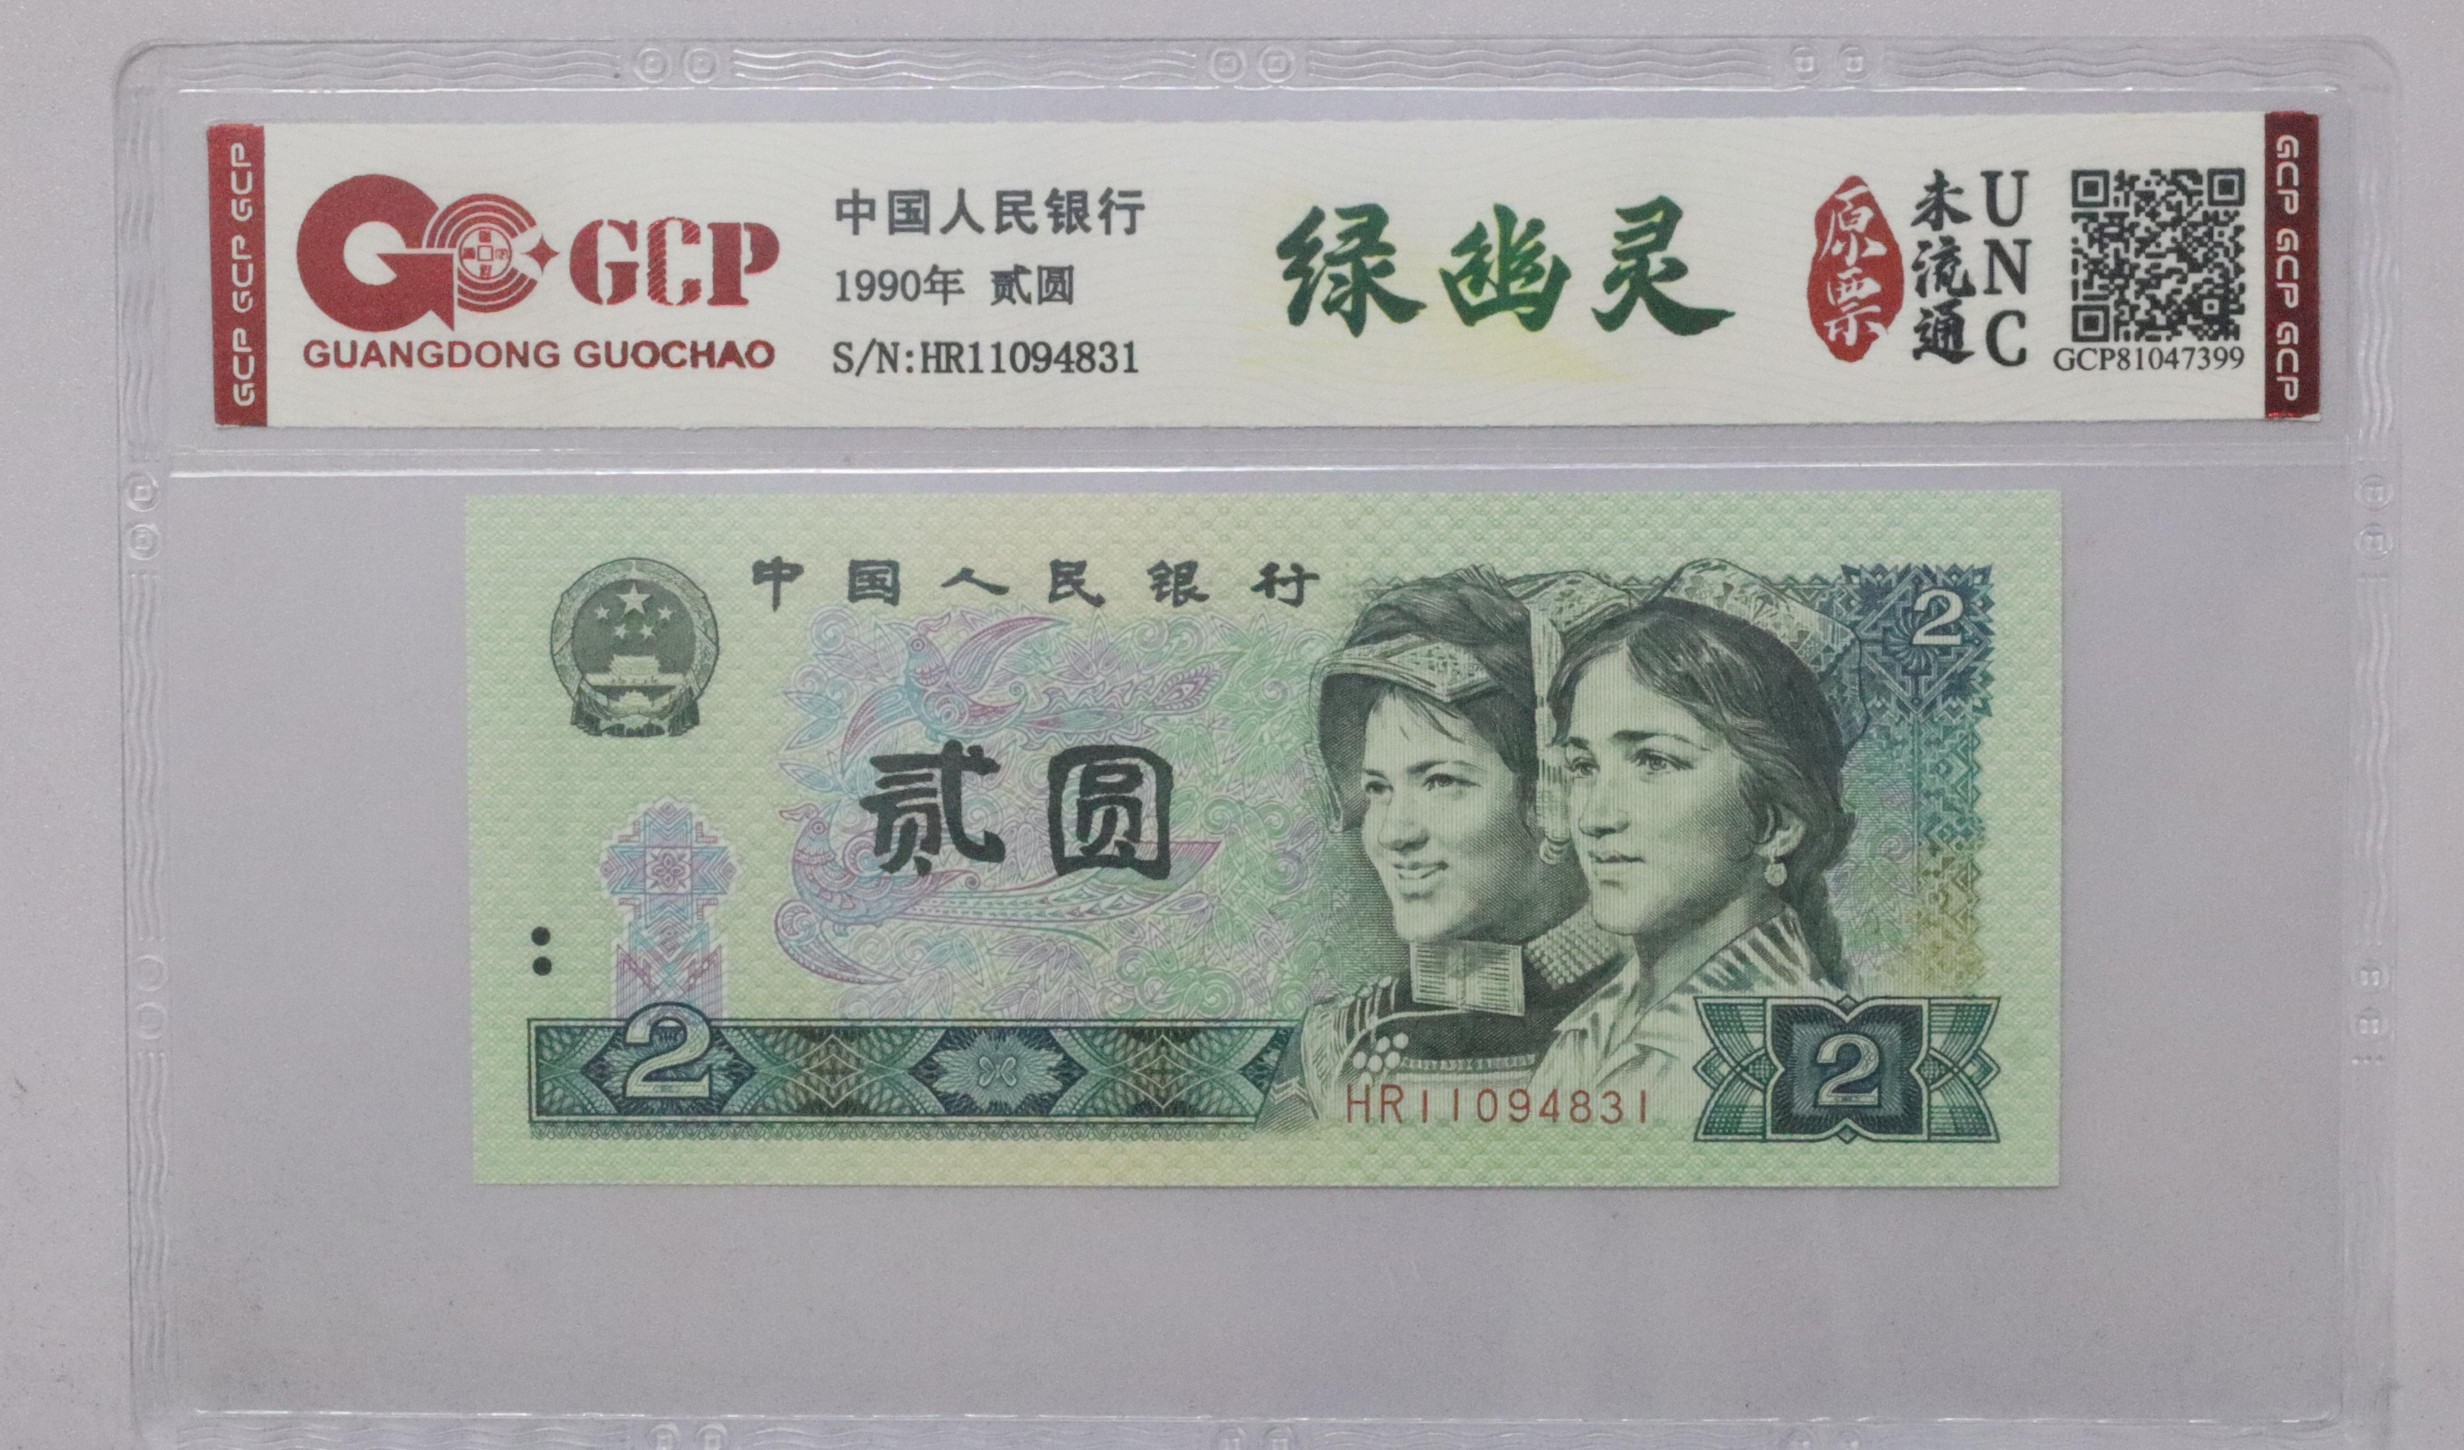 GCP GCP GCP
GCP
GUANGDONG GUOCHAO
中国人民银行
1990年 贰圆
S/N:HR11094831
绿幽灵
原票
未流通
UNC
GCP81047399
GCP GCP GCP
中国人民银行
2
贰圆
2
HR11094831
2